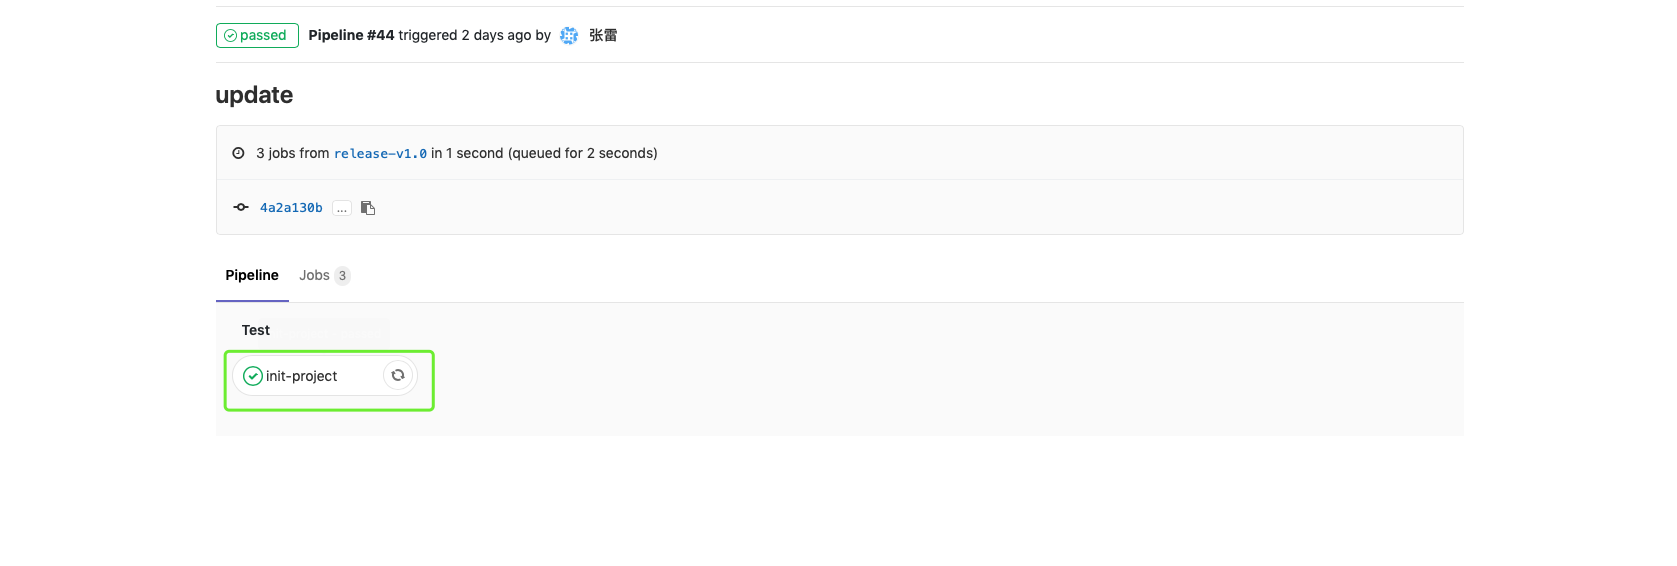 passed Pipeline #44 triggered 2 days ago by 张雷
update
3 jobs from release-v1.0 in 1 second (queued for 2 seconds)
4a2a130b ...
Pipeline Jobs 3
Test
init-project